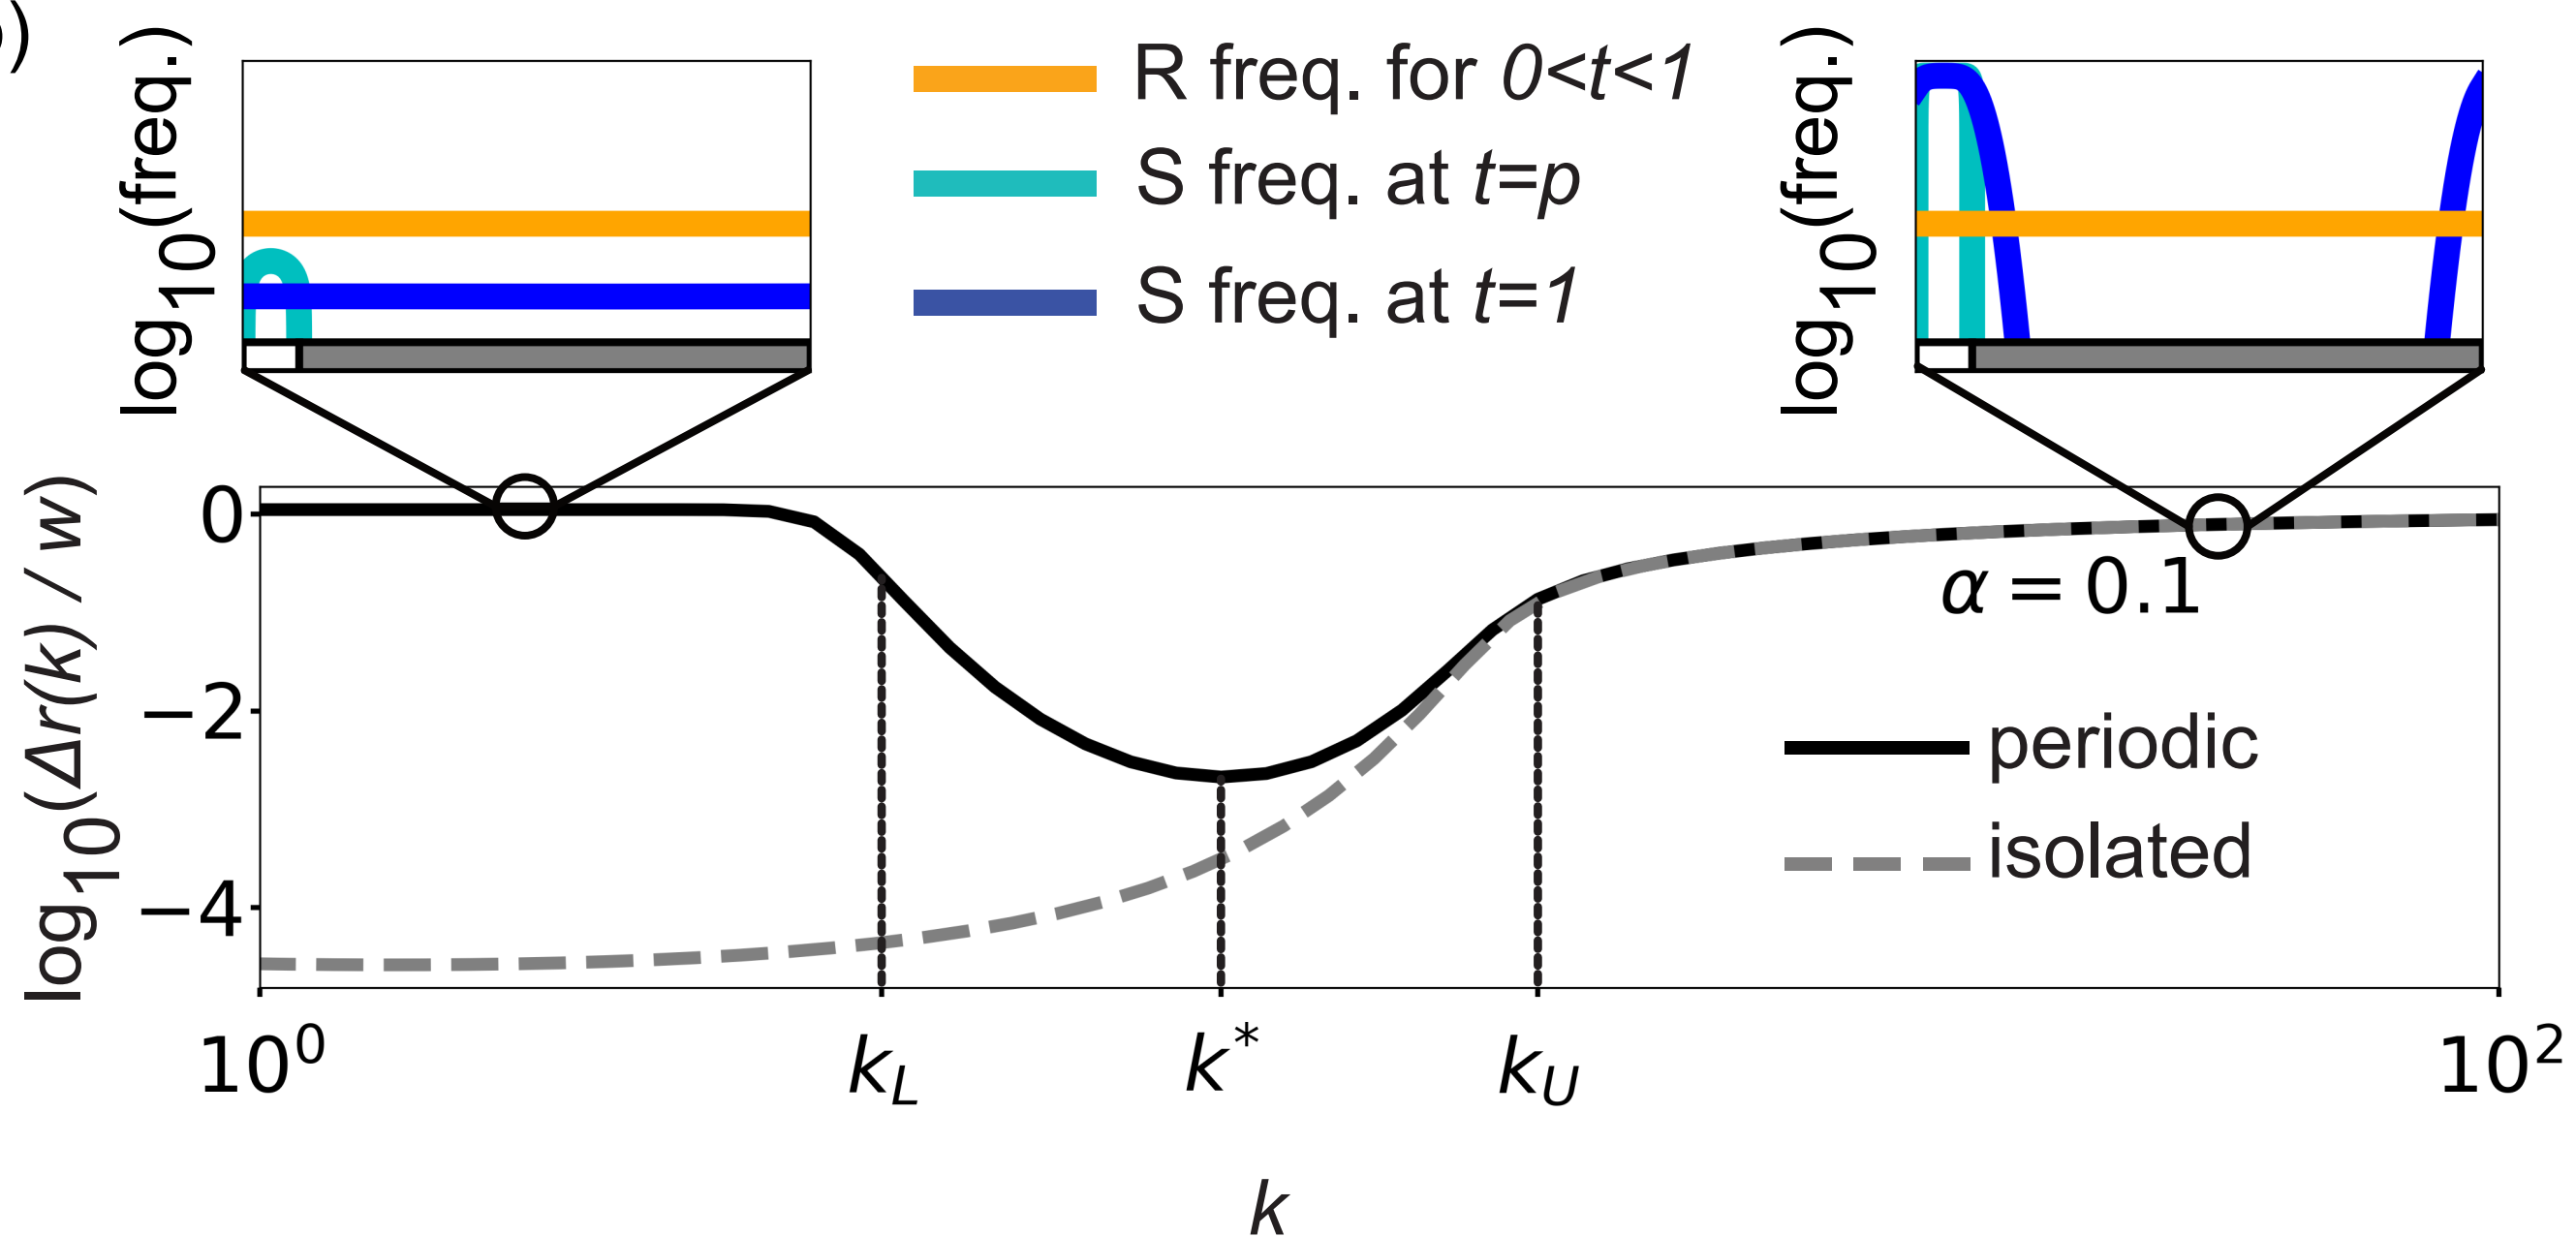 )
log10(freq.)
R freq. for 0<t<1
S freq. at t=p
S freq. at t=1
log10(freq.)
log10(Δr(k) / w)
0
−2
−4
α = 0.1
periodic
isolated
10^0
k_L
k*
k_U
10^2
k